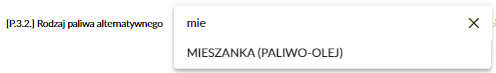 [P.3.2.] Rodzaj paliwa alternatywnego mie
MIESZANKA (PALIWO-OLEJ)